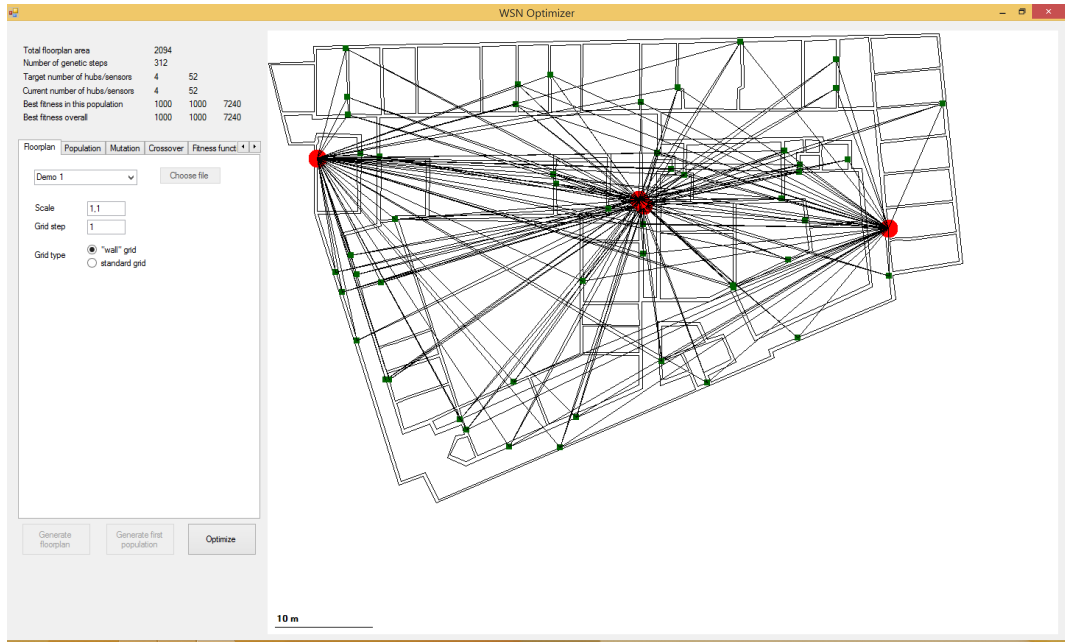 WSN Optimizer
Total floorplan area 2094
Number of genetic steps 312
Target number of hubs/sensors 4 52
Current number of hubs/sensors 4 52
Best fitness in this population 1000 1000 7240
Best fitness overall 1000 1000 7240
Floorplan Population Mutation Crossover Fitness funct
Demo 1 Choose file
Scale 1,1
Grid step 1
Grid type "wall" grid
standard grid
Generate floorplan Generate first population Optimize
10 m